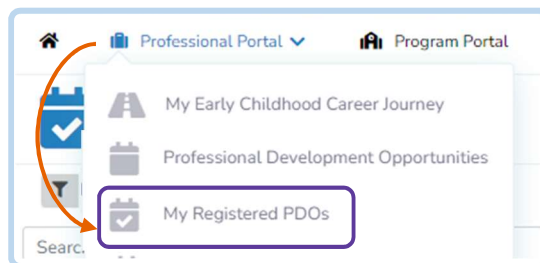 Professional Portal Program Portal
My Early Childhood Career Journey
Professional Development Opportunities
My Registered PDOs
Searc